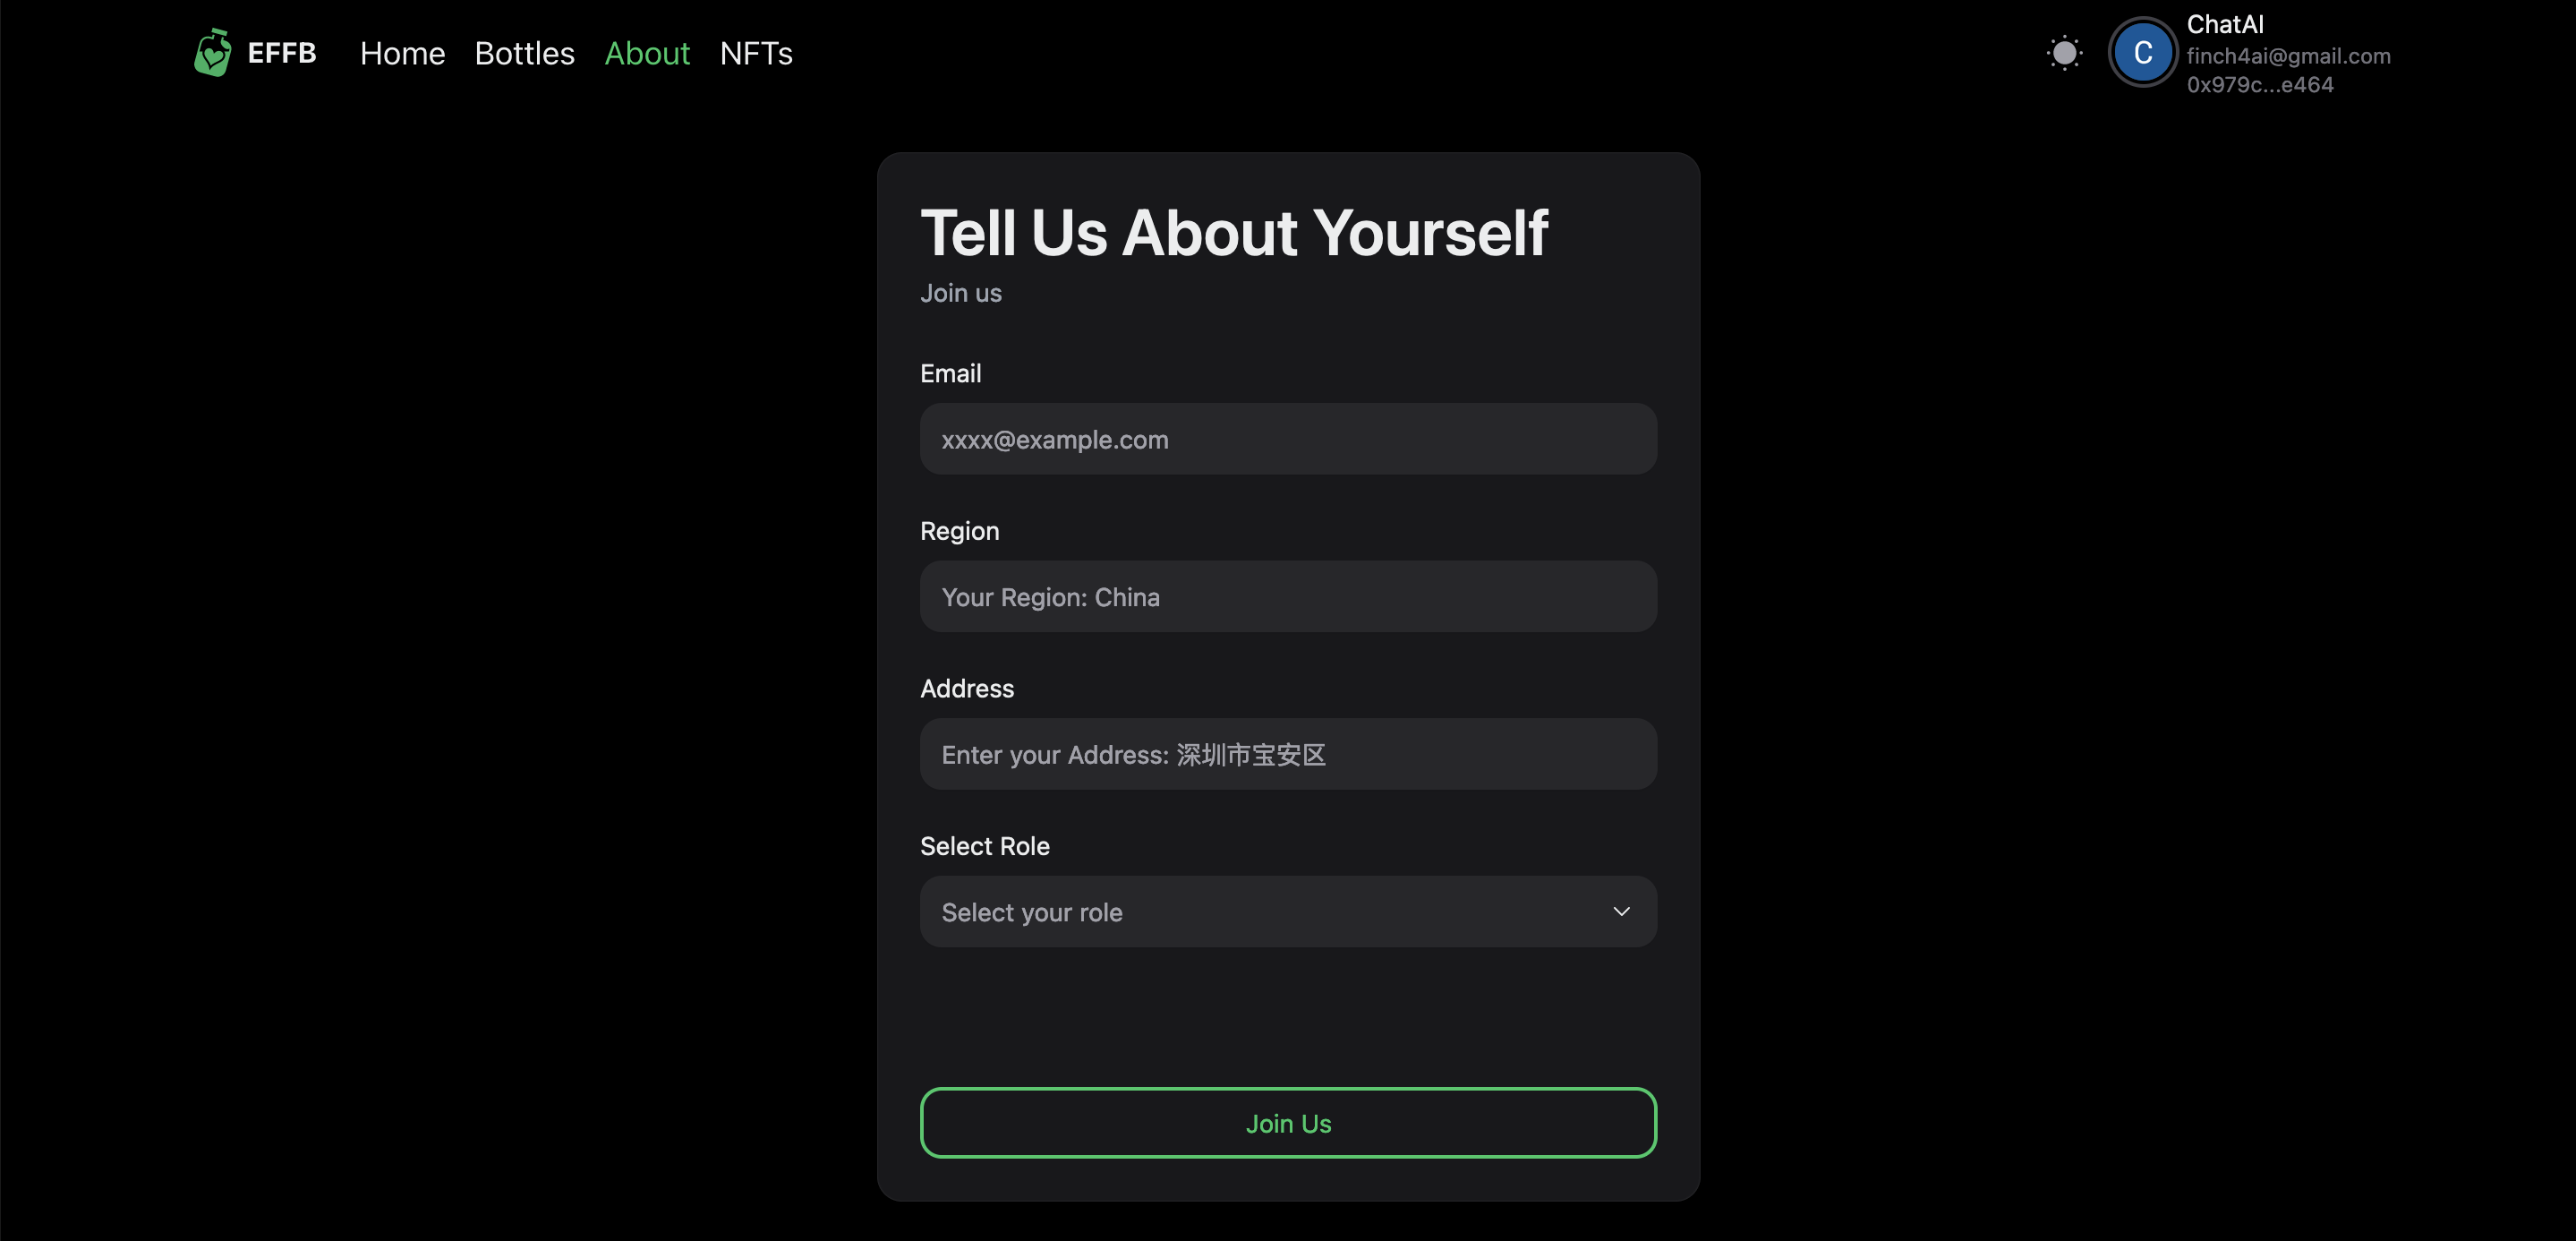 EFFB Home Bottles About NFTs
C
ChatAI
finch4ai@gmail.com
0x979c...e464
Tell Us About Yourself
Join us
Email
xxxx@example.com
Region
Your Region: China
Address
Enter your Address: 深圳市宝安区
Select Role
Select your role
Join Us